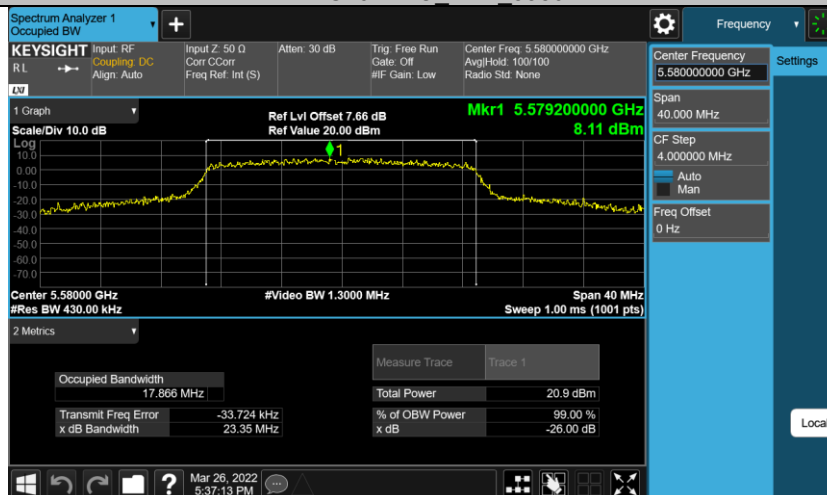 Spectrum Analyzer 1
Occupied BW
Frequency
KEYSIGHT
RL
LXI
Input: RF
Coupling: DC
Align: Auto
Input Z: 50 Ω
Corr CCorr
Freq Ref: Int (S)
Atten: 30 dB
Trig: Free Run
Gate: Off
#IF Gain: Low
Center Freq: 5.580000000 GHz
Avg|Hold: 100/100
Radio Std: None
Center Frequency
5.580000000 GHz
Settings
Span
40.000 MHz
CF Step
4.000000 MHz
Auto
Man
Freq Offset
0 Hz
Local
1 Graph
Scale/Div 10.0 dB
Ref Lvl Offset 7.66 dB
Ref Value 20.00 dBm
Mkr1 5.579200000 GHz
8.11 dBm
Log
10.0
0.00
-10.0
-20.0
-30.0
-40.0
-50.0
-60.0
-70.0
1
Center 5.58000 GHz
#Res BW 430.00 kHz
#Video BW 1.3000 MHz
Span 40 MHz
Sweep 1.00 ms (1001 pts)
2 Metrics
Measure Trace
Trace 1
Occupied Bandwidth
17.866 MHz
Total Power
20.9 dBm
Transmit Freq Error
-33.724 kHz
% of OBW Power
99.00 %
x dB Bandwidth
23.35 MHz
x dB
-26.00 dB
?
Mar 26, 2022
5:37:13 PM